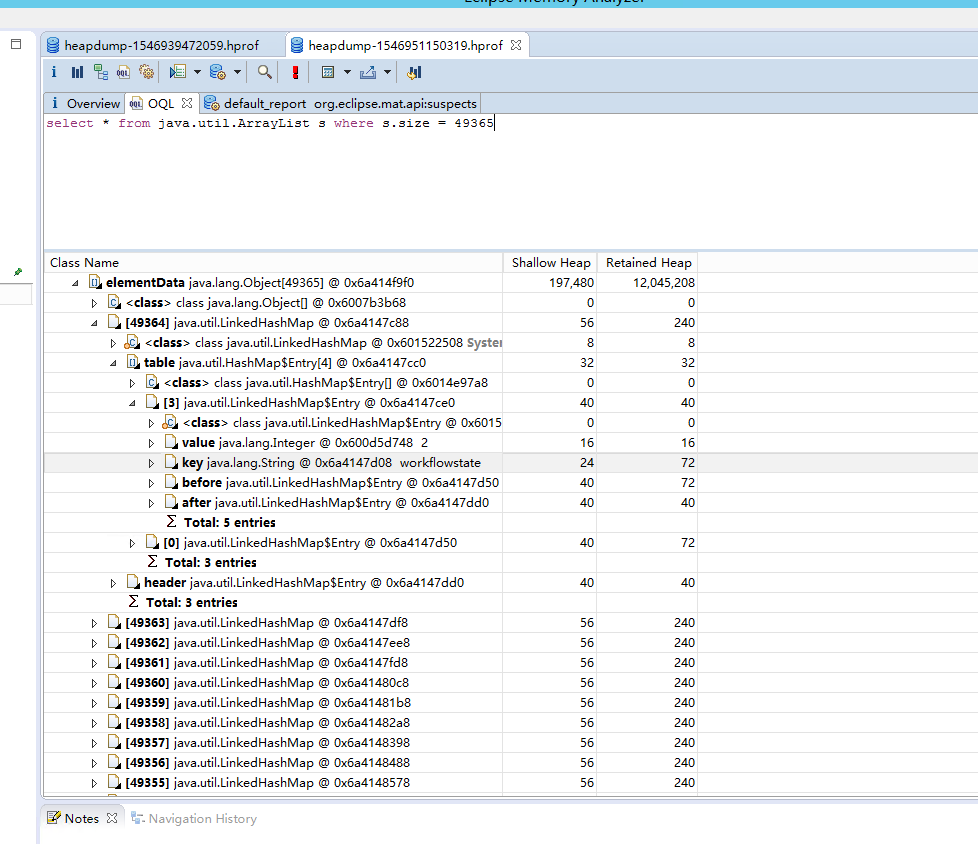 Eclipse Memory Analyzer
heapdump-1546939472059.hprof heapdump-1546951150319.hprof
i Overview OQL default_report org.eclipse.mat.api:suspects
select * from java.util.ArrayList s where s.size = 49365
Class Name Shallow Heap Retained Heap
elementData java.lang.Object[49365] @ 0x6a414f9f0 197,480 12,045,208
<class> class java.lang.Object[] @ 0x6007b3b68 0 0
[49364] java.util.LinkedHashMap @ 0x6a4147c88 56 240
<class> class java.util.LinkedHashMap @ 0x601522508 System 8 8
table java.util.HashMap$Entry[4] @ 0x6a4147cc0 32 32
<class> class java.util.HashMap$Entry[] @ 0x6014e97a8 0 0
[3] java.util.LinkedHashMap$Entry @ 0x6a4147ce0 40 40
<class> class java.util.LinkedHashMap$Entry @ 0x6015 0 0
value java.lang.Integer @ 0x600d5d748 2 16 16
key java.lang.String @ 0x6a4147d08 workflowstate 24 72
before java.util.LinkedHashMap$Entry @ 0x6a4147d50 40 72
after java.util.LinkedHashMap$Entry @ 0x6a4147dd0 40 40
Σ Total: 5 entries
[0] java.util.LinkedHashMap$Entry @ 0x6a4147d50 40 72
Σ Total: 3 entries
header java.util.LinkedHashMap$Entry @ 0x6a4147dd0 40 40
Σ Total: 3 entries
[49363] java.util.LinkedHashMap @ 0x6a4147df8 56 240
[49362] java.util.LinkedHashMap @ 0x6a4147ee8 56 240
[49361] java.util.LinkedHashMap @ 0x6a4147fd8 56 240
[49360] java.util.LinkedHashMap @ 0x6a41480c8 56 240
[49359] java.util.LinkedHashMap @ 0x6a41481b8 56 240
[49358] java.util.LinkedHashMap @ 0x6a41482a8 56 240
[49357] java.util.LinkedHashMap @ 0x6a4148398 56 240
[49356] java.util.LinkedHashMap @ 0x6a4148488 56 240
[49355] java.util.LinkedHashMap @ 0x6a4148578 56 240
Notes Navigation History